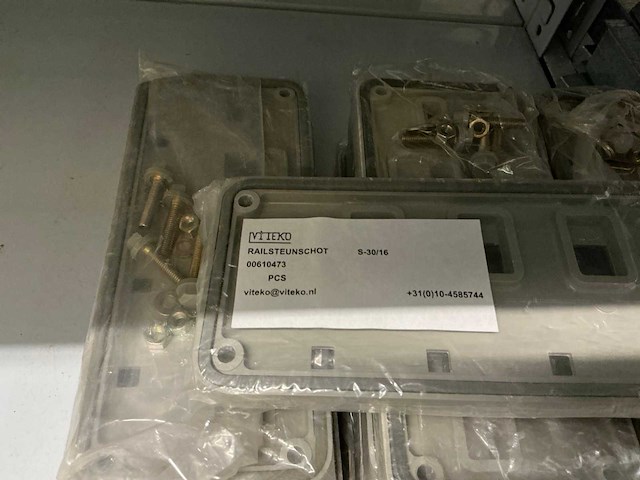 VITEKO
RAILSTEUNSCHOT S-30/16
00610473
PCS
viteko@viteko.nl +31(0)10-4585744